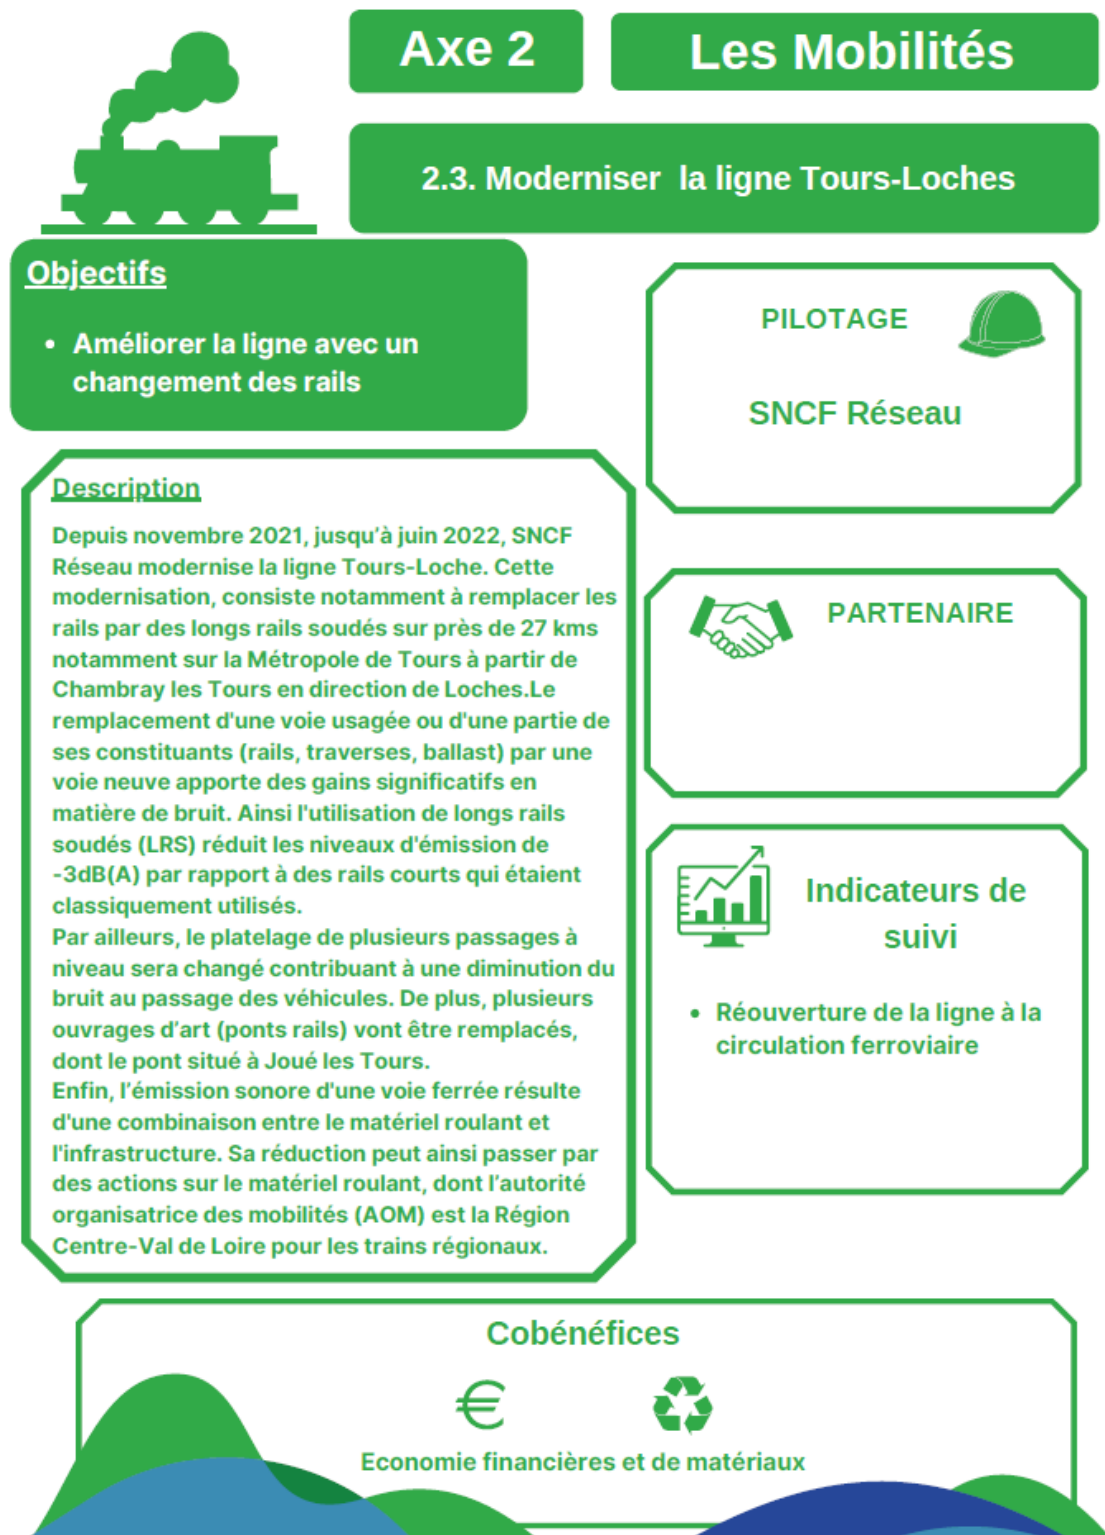 Axe 2
Les Mobilités
2.3. Moderniser  la ligne Tours-Loches
Objectifs
• Améliorer la ligne avec un
changement des rails
PILOTAGE
SNCF Réseau
Description
Depuis novembre 2021, jusqu’à juin 2022, SNCF
Réseau modernise la ligne Tours-Loche. Cette
modernisation, consiste notamment à remplacer les
rails par des longs rails soudés sur près de 27 kms
notamment sur la Métropole de Tours à partir de
Chambray les Tours en direction de Loches.Le
remplacement d'une voie usagée ou d'une partie de
ses constituants (rails, traverses, ballast) par une
voie neuve apporte des gains significatifs en
matière de bruit. Ainsi l'utilisation de longs rails
soudés (LRS) réduit les niveaux d'émission de
-3dB(A) par rapport à des rails courts qui étaient
classiquement utilisés.
Par ailleurs, le platelage de plusieurs passages à
niveau sera changé contribuant à une diminution du
bruit au passage des véhicules. De plus, plusieurs
ouvrages d’art (ponts rails) vont être remplacés,
dont le pont situé à Joué les Tours.
Enfin, l’émission sonore d'une voie ferrée résulte
d'une combinaison entre le matériel roulant et
l'infrastructure. Sa réduction peut ainsi passer par
des actions sur le matériel roulant, dont l’autorité
organisatrice des mobilités (AOM) est la Région
Centre-Val de Loire pour les trains régionaux.
PARTENAIRE
Indicateurs de
suivi
• Réouverture de la ligne à la
circulation ferroviaire
Cobénéfices
€
Economie financières et de matériaux